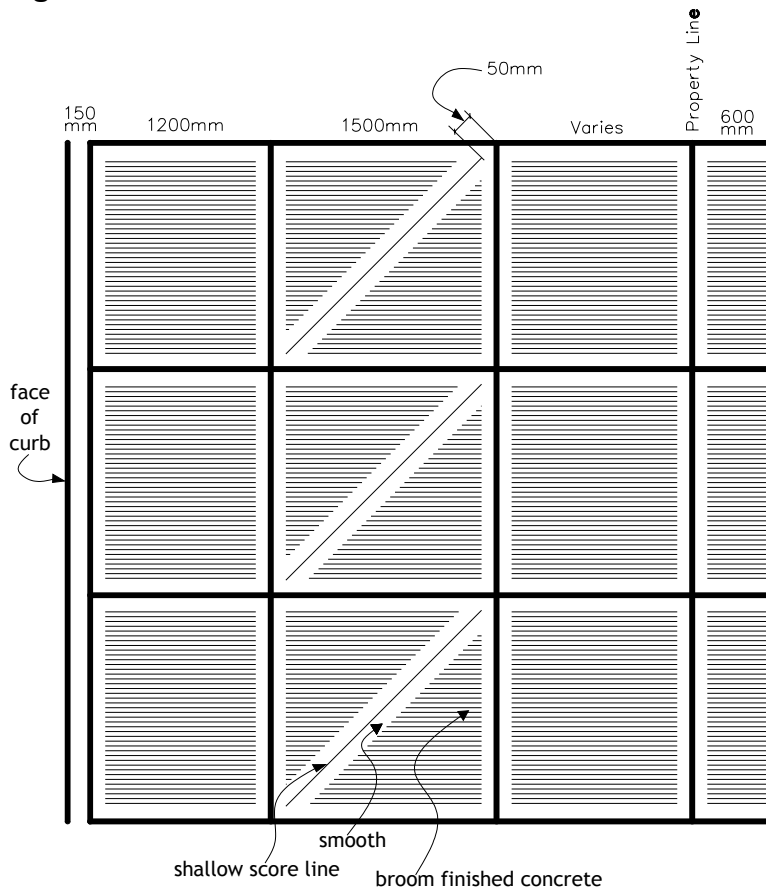 g
50mm
Property Line
150
mm
1200mm
1500mm
Varies
600
mm
face
of
curb
smooth
shallow score line
broom finished concrete